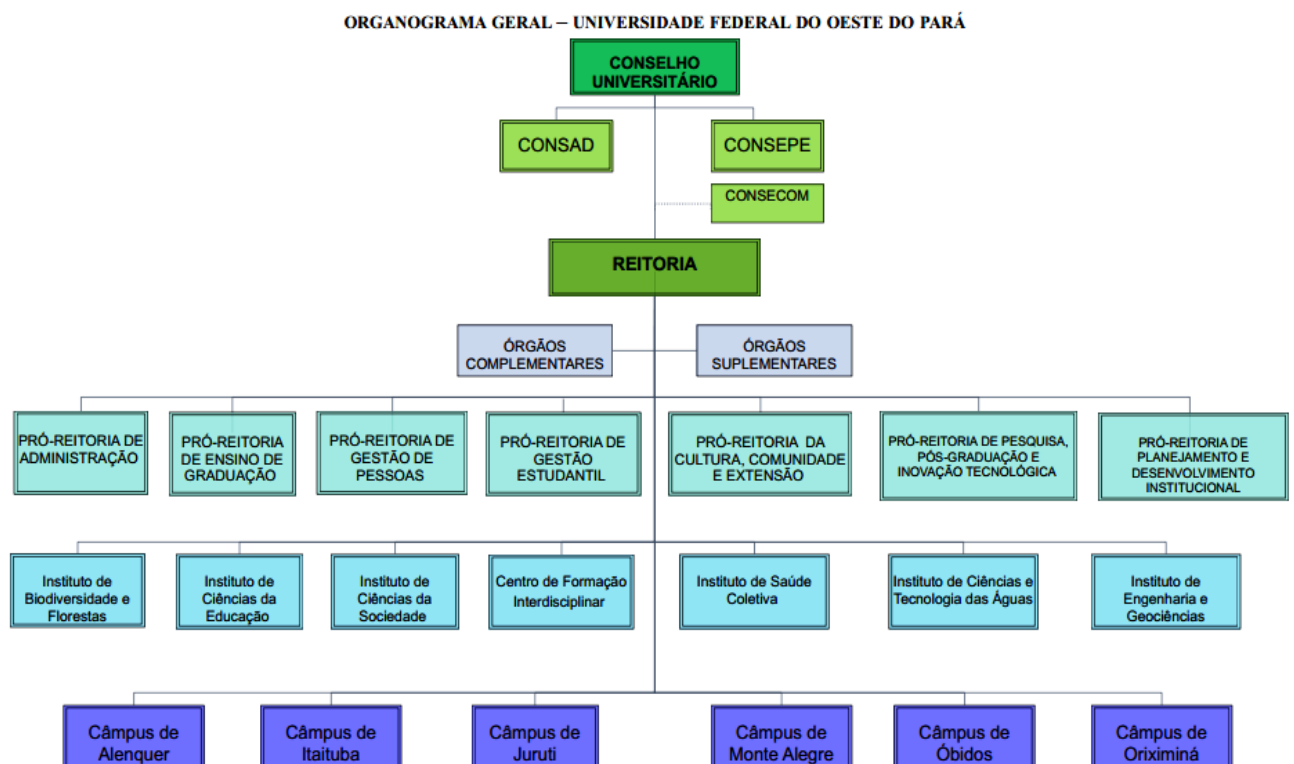 ORGANOGRAMA GERAL – UNIVERSIDADE FEDERAL DO OESTE DO PARÁ
CONSELHO
UNIVERSITÁRIO
CONSAD
CONSEPE
CONSECOM
REITORIA
ÓRGÃOS
COMPLEMENTARES
ÓRGÃOS
SUPLEMENTARES
PRÓ-REITORIA DE
ADMINISTRAÇÃO
PRÓ-REITORIA
DE ENSINO DE
GRADUAÇÃO
PRÓ-REITORIA DE
GESTÃO DE
PESSOAS
PRÓ-REITORIA DE
GESTÃO
ESTUDANTIL
PRÓ-REITORIA DA
CULTURA, COMUNIDADE
E EXTENSÃO
PRÓ-REITORIA DE PESQUISA,
PÓS-GRADUAÇÃO E
INOVAÇÃO TECNOLÓGICA
PRÓ-REITORIA DE
PLANEJAMENTO E
DESENVOLVIMENTO
INSTITUCIONAL
Instituto de
Biodiversidade e
Florestas
Instituto de
Ciências da
Educação
Instituto de
Ciências da
Sociedade
Centro de Formação
Interdisciplinar
Instituto de Saúde
Coletiva
Instituto de Ciências e
Tecnologia das Águas
Instituto de
Engenharia e
Geociências
Câmpus de
Alenquer
Câmpus de
Itaituba
Câmpus de
Juruti
Câmpus de
Monte Alegre
Câmpus de
Óbidos
Câmpus de
Oriximiná